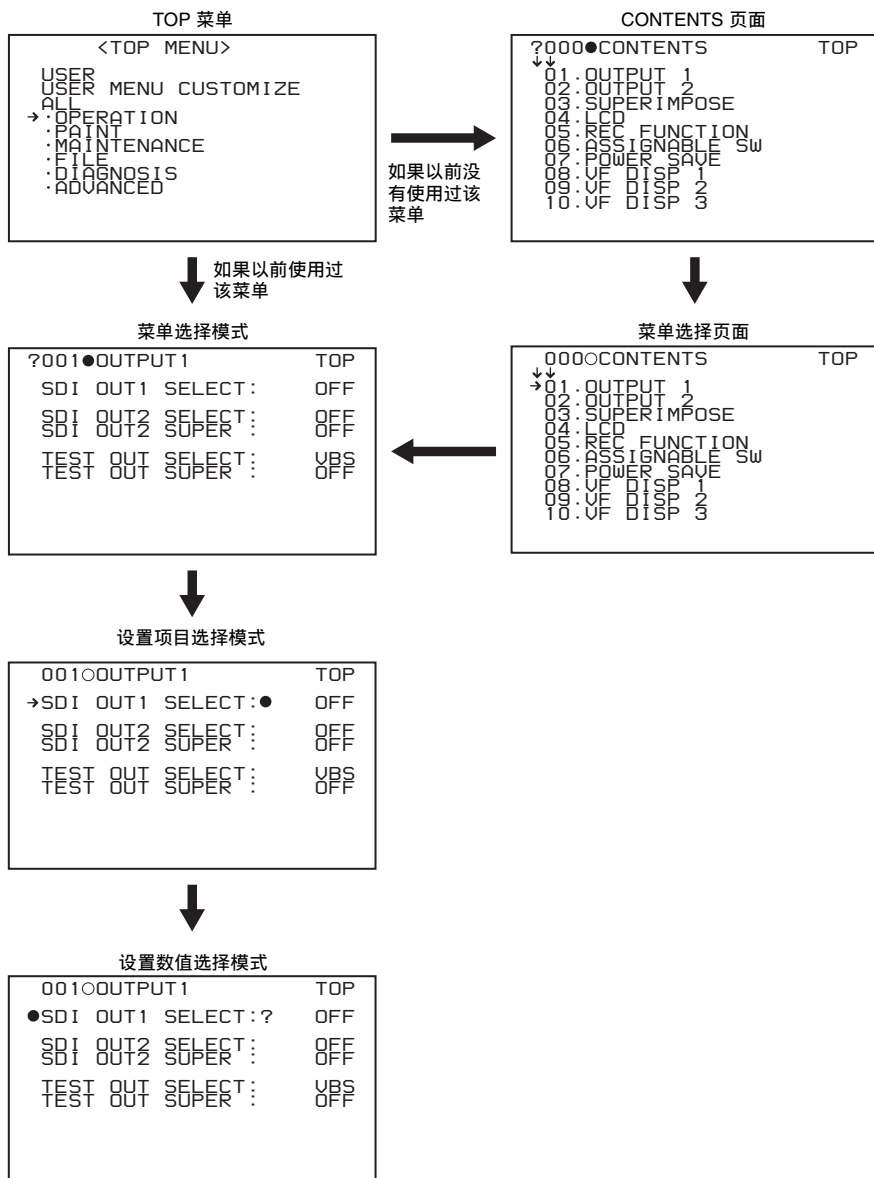 TOP 菜单
<TOP MENU>
USER
USER MENU CUSTOMIZE
ALL
→·OPERATION
·PAINT
·MAINTENANCE
·FILE
·DIAGNOSIS
·ADVANCED
如果以前没
有使用过该
菜单
CONTENTS 页面
?000●CONTENTS TOP
↓↓
01.OUTPUT 1
02.OUTPUT 2
03.SUPERIMPOSE
04.LCD
05.REC FUNCTION
06.ASSIGNABLE SW
07.POWER SAVE
08.VF DISP 1
09.VF DISP 2
10.VF DISP 3
如果以前使用过
该菜单
菜单选择模式
?001●OUTPUT1 TOP
SDI OUT1 SELECT: OFF
SDI OUT2 SELECT: OFF
SDI OUT2 SUPER : OFF
TEST OUT SELECT: VBS
TEST OUT SUPER : OFF
菜单选择页面
000○CONTENTS TOP
↓↓
→01.OUTPUT 1
02.OUTPUT 2
03.SUPERIMPOSE
04.LCD
05.REC FUNCTION
06.ASSIGNABLE SW
07.POWER SAVE
08.VF DISP 1
09.VF DISP 2
10.VF DISP 3
设置项目选择模式
001○OUTPUT1 TOP
→SDI OUT1 SELECT:● OFF
SDI OUT2 SELECT: OFF
SDI OUT2 SUPER : OFF
TEST OUT SELECT: VBS
TEST OUT SUPER : OFF
设置数值选择模式
001○OUTPUT1 TOP
●SDI OUT1 SELECT:? OFF
SDI OUT2 SELECT: OFF
SDI OUT2 SUPER : OFF
TEST OUT SELECT: VBS
TEST OUT SUPER : OFF